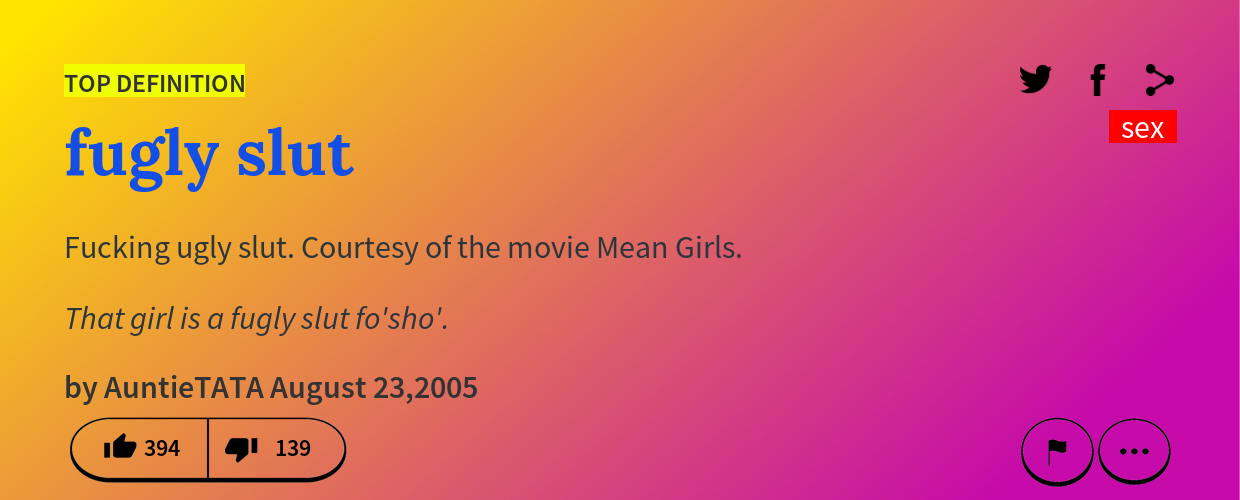 TOP DEFINITION
sex
fugly slut
Fucking ugly slut. Courtesy of the movie Mean Girls.
That girl is a fugly slut fo'sho'.
by AuntieTATA August 23,2005
394 139